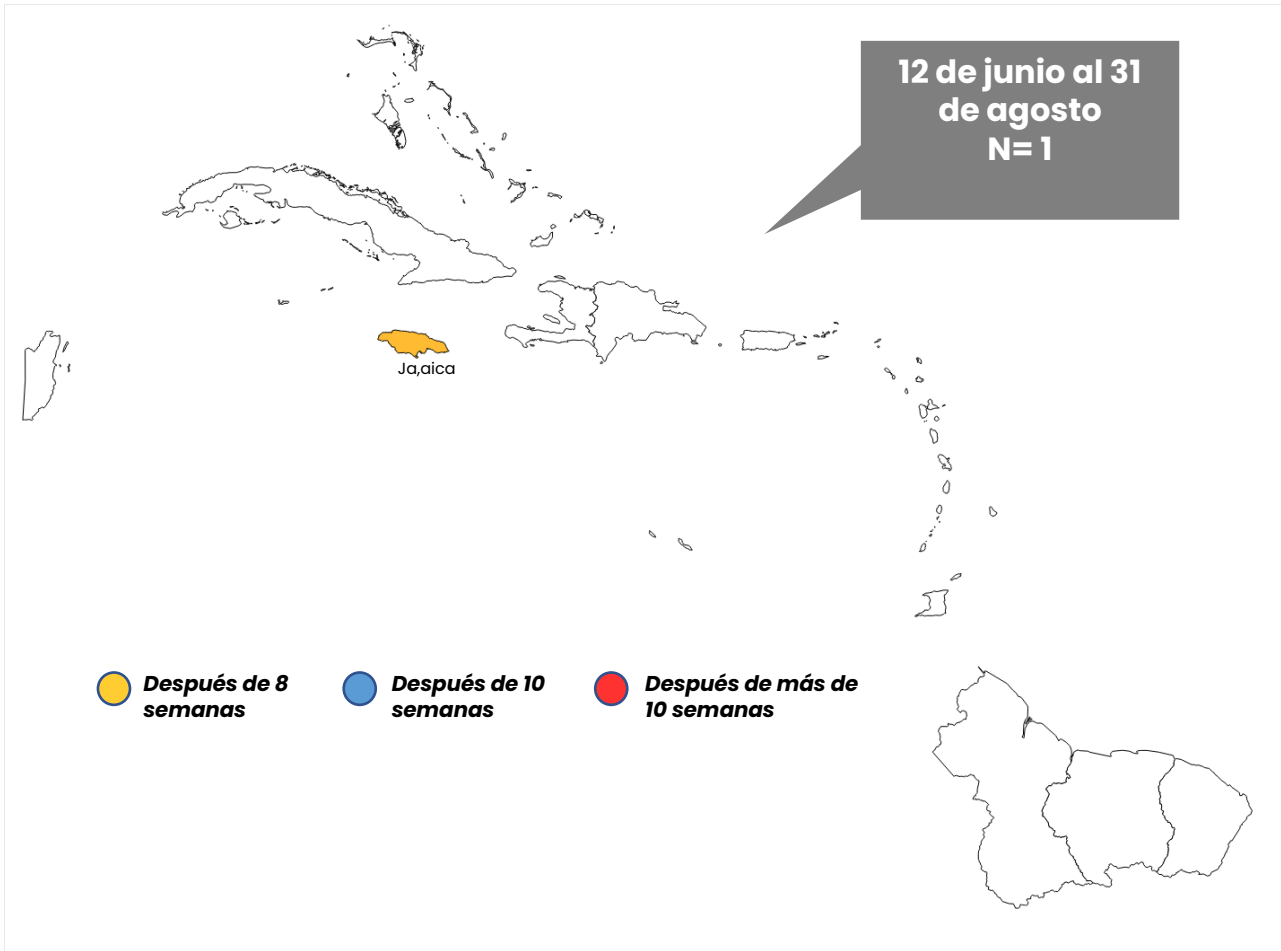 12 de junio al 31
de agosto
N= 1
Ja,aica
Después de 8
semanas
Después de 10
semanas
Después de más de
10 semanas